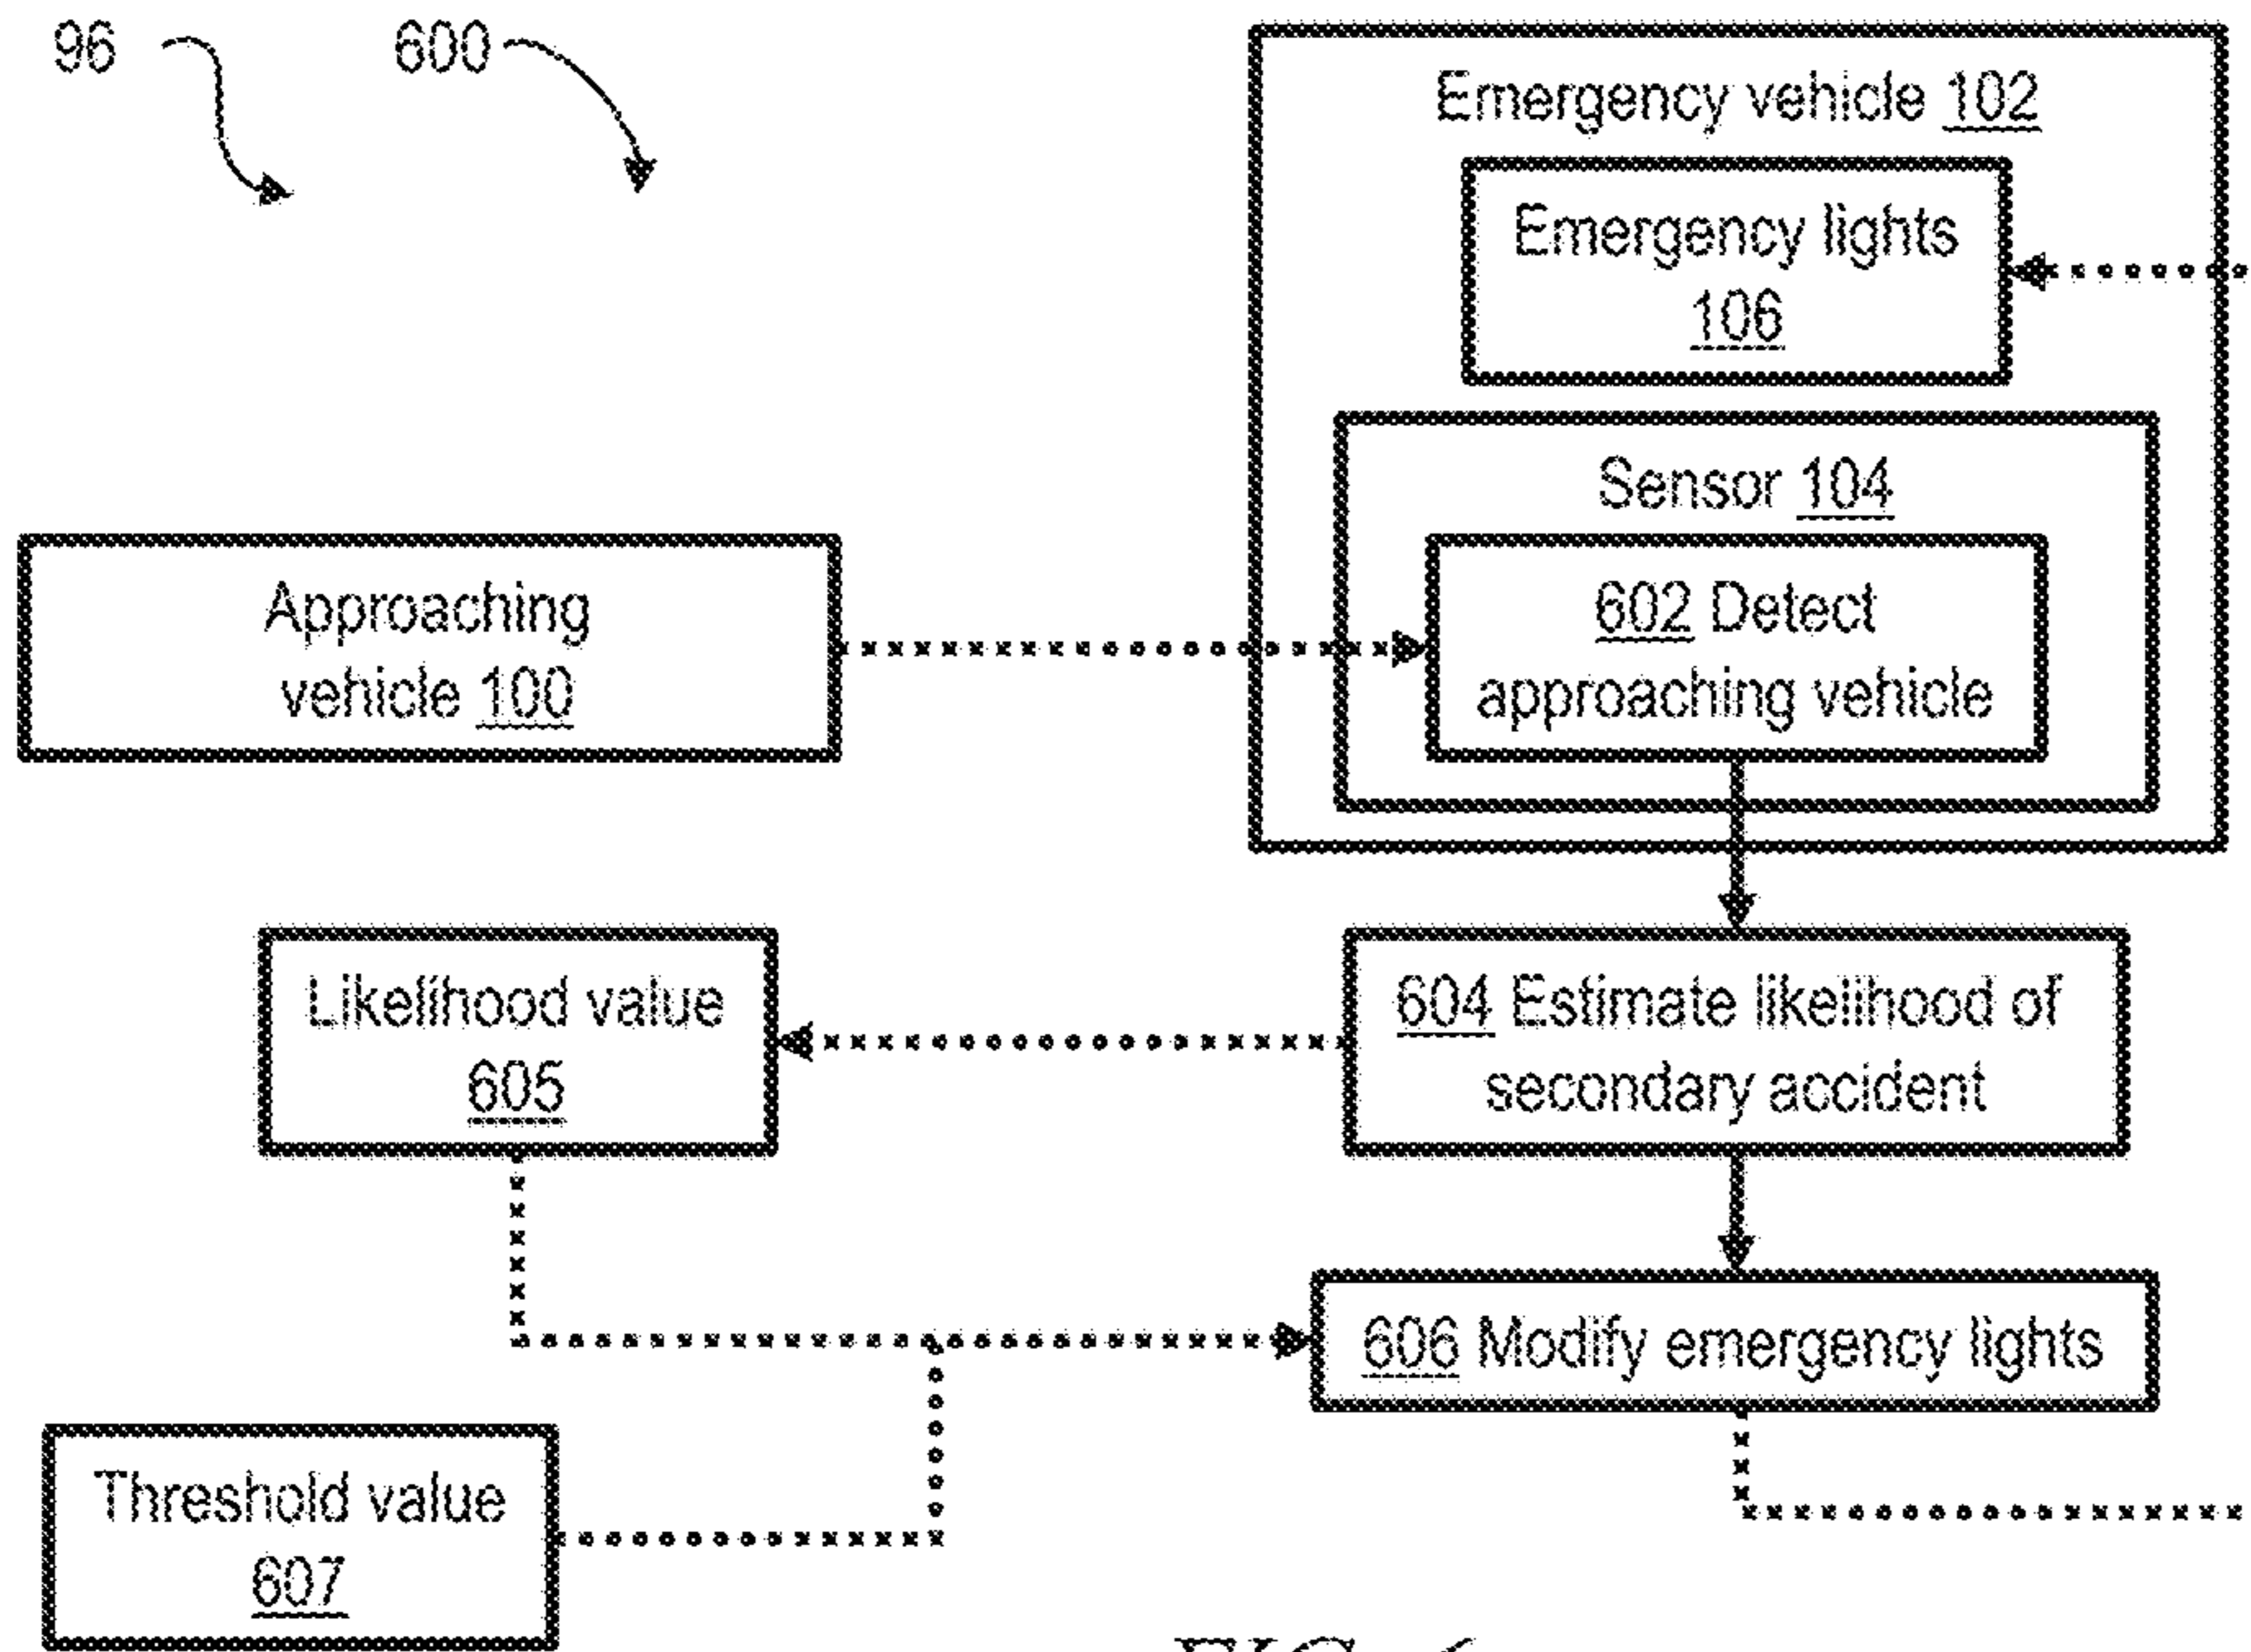 96
600
Emergency vehicle 102
Emergency lights
106
Sensor 104
Approaching
vehicle 100
602 Detect
approaching vehicle
Likelihood value
605
604 Estimate likelihood of
secondary accident
606 Modify emergency lights
Threshold value
607